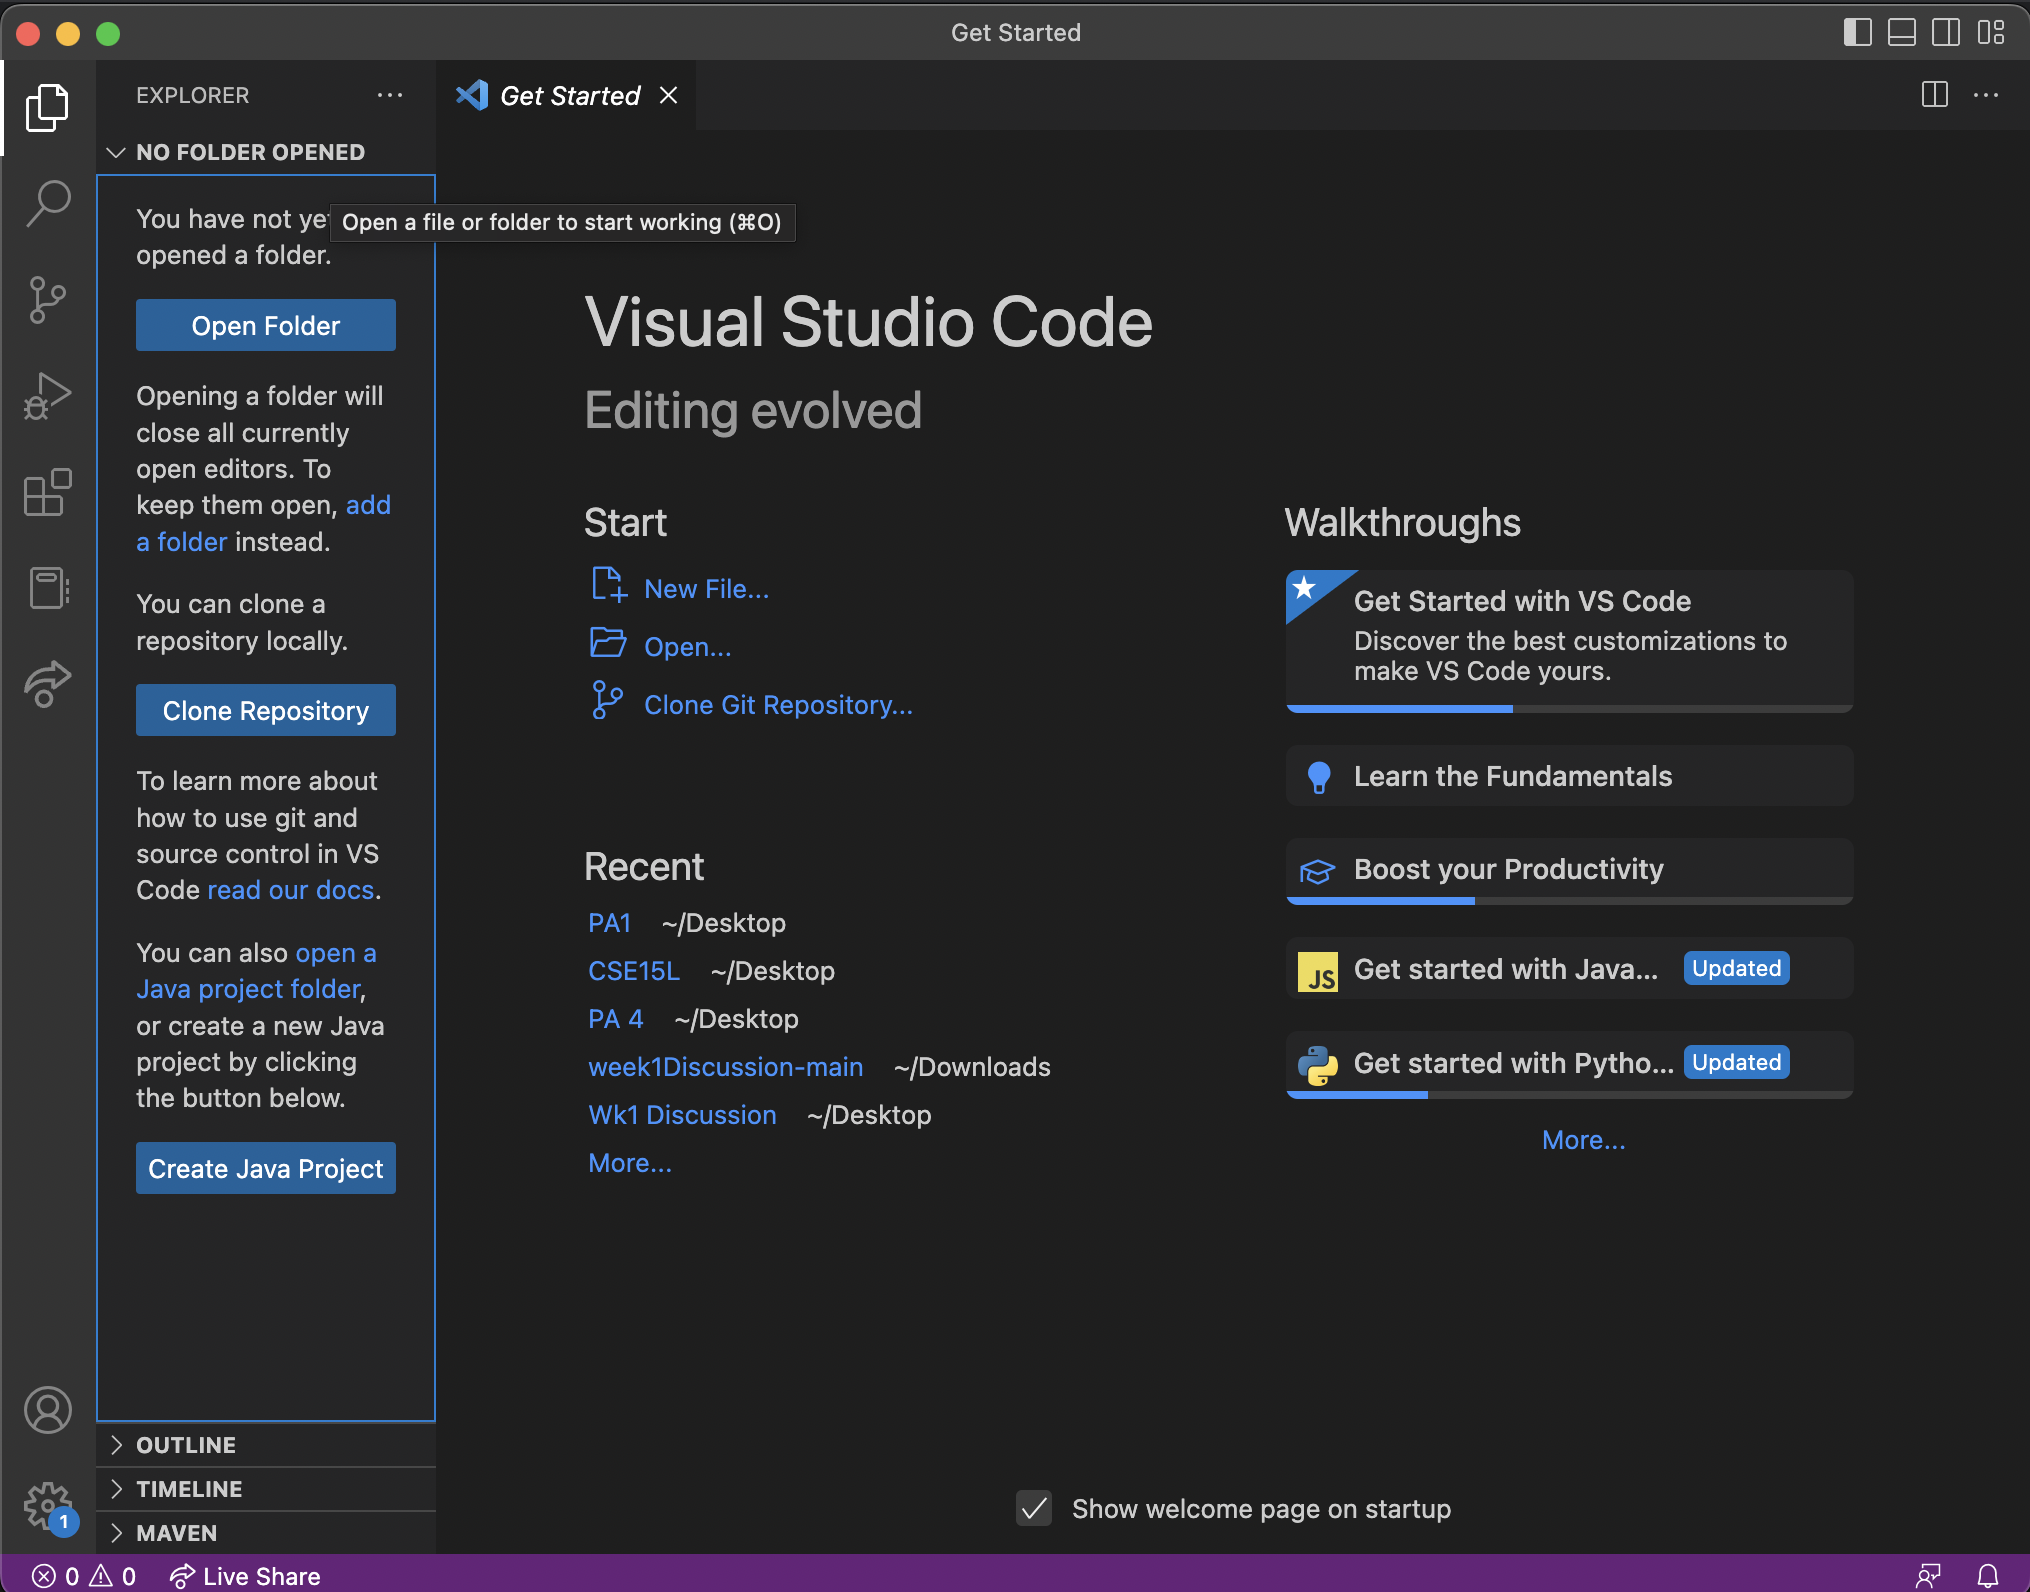 Get Started
EXPLORER
Get Started
NO FOLDER OPENED
You have not ye
opened a folder.
Open a file or folder to start working (⌘O)
Open Folder
Opening a folder will
close all currently
open editors. To
keep them open, add
a folder instead.
You can clone a
repository locally.
Clone Repository
To learn more about
how to use git and
source control in VS
Code read our docs.
You can also open a
Java project folder,
or create a new Java
project by clicking
the button below.
Create Java Project
OUTLINE
TIMELINE
MAVEN
1
Visual Studio Code
Editing evolved
Start
New File...
Open...
Clone Git Repository...
Recent
PA1 ~/Desktop
CSE15L ~/Desktop
PA 4 ~/Desktop
week1Discussion-main ~/Downloads
Wk1 Discussion ~/Desktop
More...
Walkthroughs
Get Started with VS Code
Discover the best customizations to
make VS Code yours.
Learn the Fundamentals
Boost your Productivity
JS Get started with Java... Updated
Get started with Pytho... Updated
More...
Show welcome page on startup
0 0 Live Share